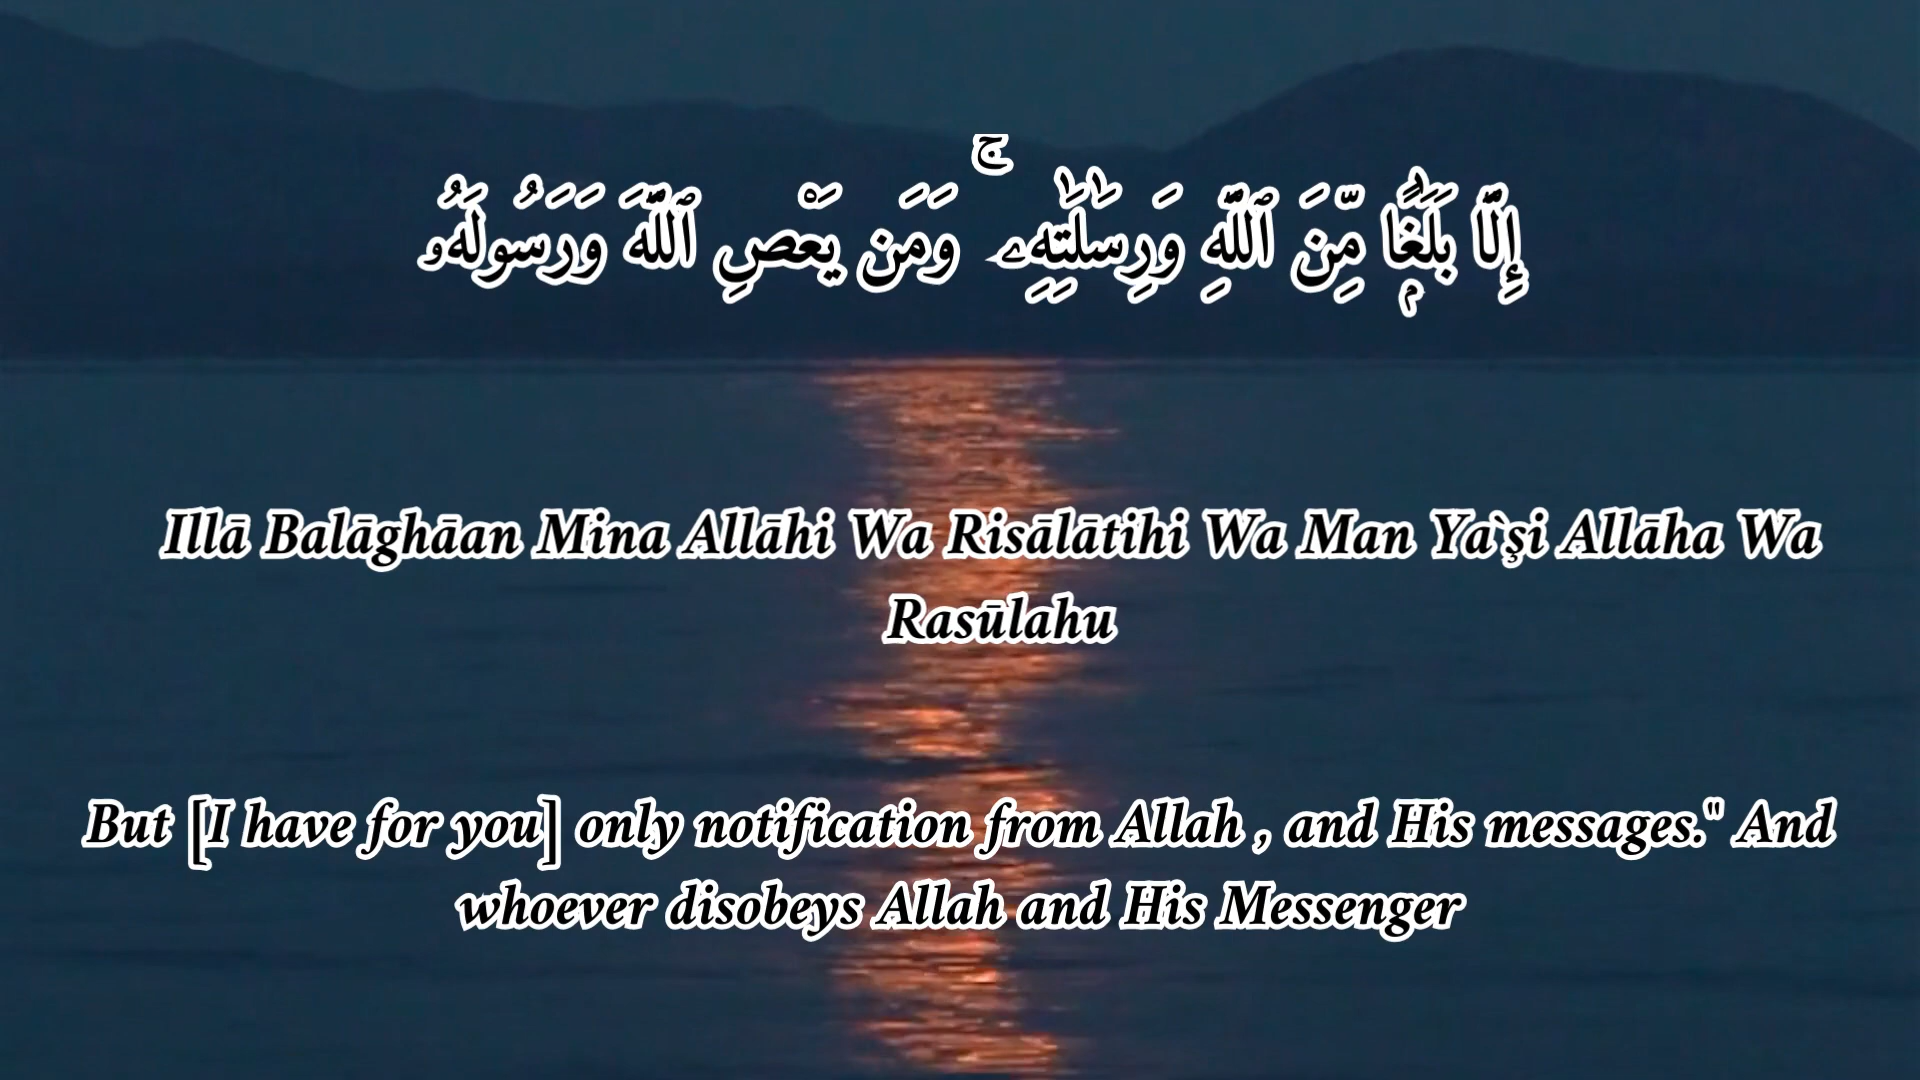 إِلَّا بَلَٰغًۭا مِّنَ ٱللَّهِ وَرِسَٰلَٰتِهِۦ ۚ وَمَن يَعْصِ ٱللَّهَ وَرَسُولَهُۥ
Illā Balāghāan Mina Allāhi Wa Risālātihi Wa Man Ya`şi Allāha Wa
Rasūlahu
But [I have for you] only notification from Allah , and His messages." And
whoever disobeys Allah and His Messenger